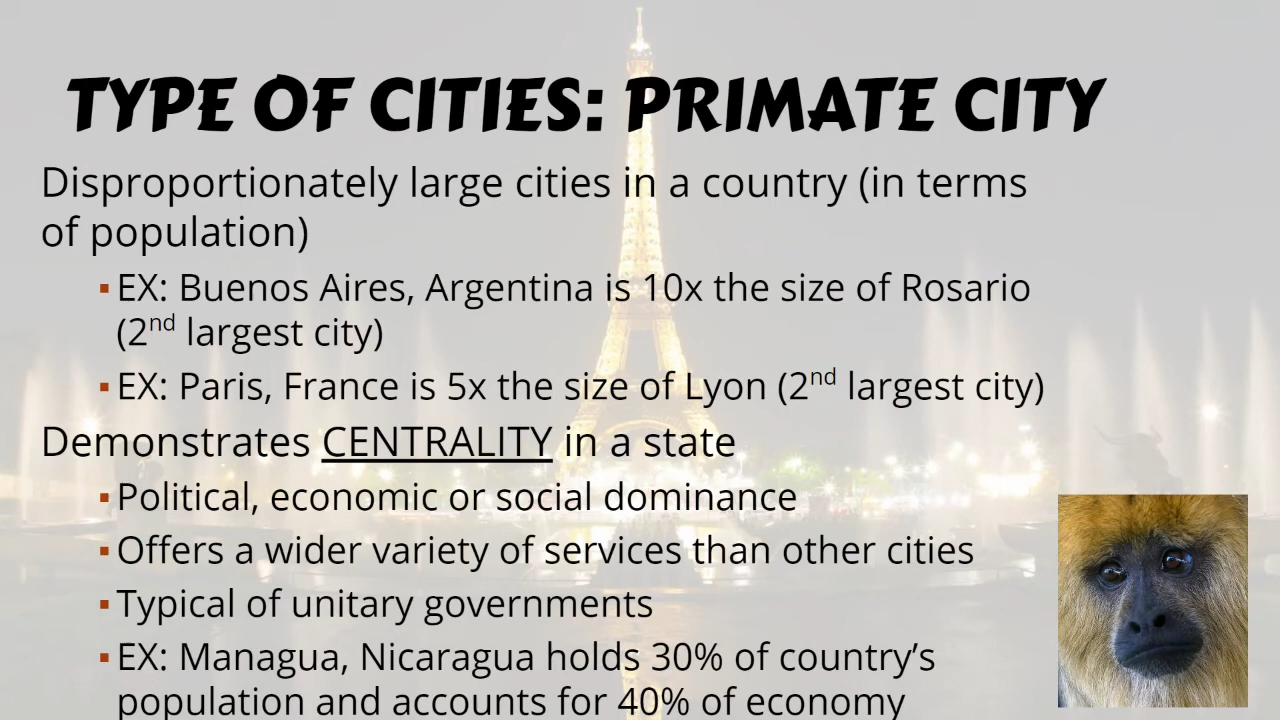 TYPE OF CITIES: PRIMATE CITY
Disproportionately large cities in a country (in terms
of population)
▪ EX: Buenos Aires, Argentina is 10x the size of Rosario
(2nd largest city)
▪ EX: Paris, France is 5x the size of Lyon (2nd largest city)
Demonstrates CENTRALITY in a state
▪ Political, economic or social dominance
▪ Offers a wider variety of services than other cities
▪ Typical of unitary governments
▪ EX: Managua, Nicaragua holds 30% of country’s
population and accounts for 40% of economy